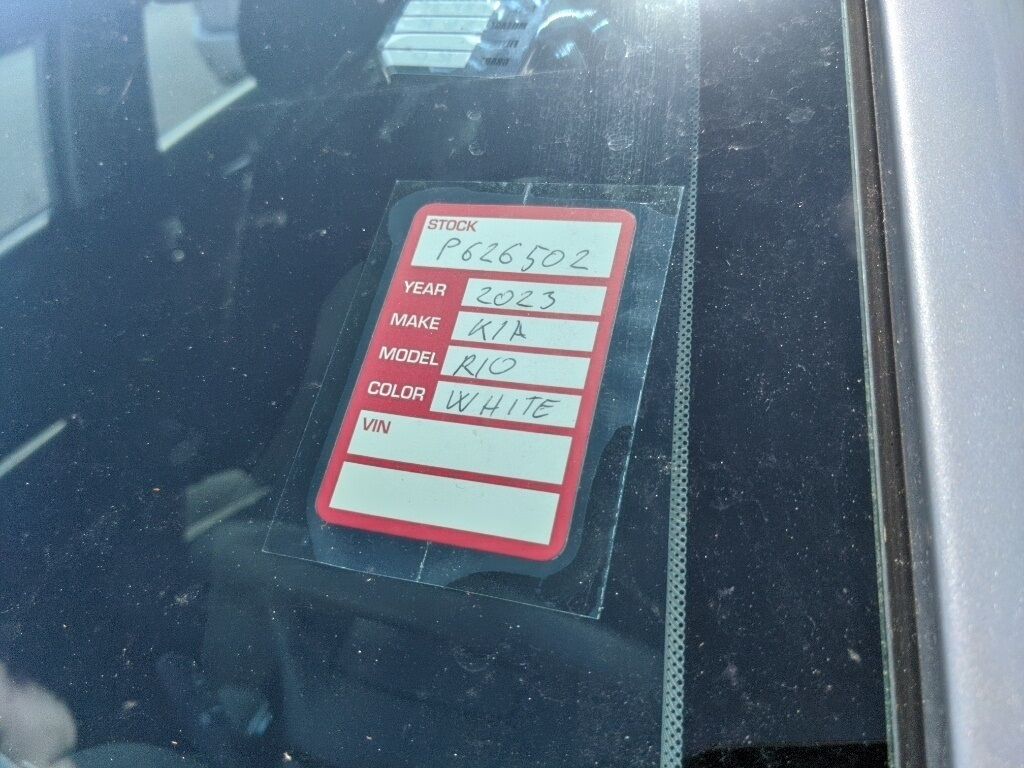 STOCK
P626502
YEAR 2023
MAKE KIA
MODEL RIO
COLOR WHITE
VIN